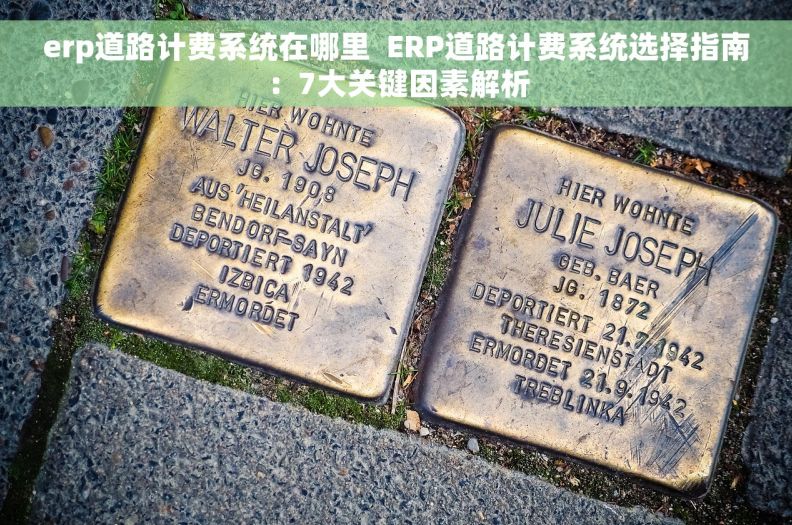 erp道路计费系统在哪里 ERP道路计费系统选择指南
：7大关键因素解析
HIER WOHNTE
WALTER JOSEPH
JG. 1908
AUS 'HEILANSTALT'
BENDORF-SAYN
DEPORTIERT 1942
IZBICA
ERMORDET
HIER WOHNTE
JULIE JOSEPH
GEB. BAER
JG. 1872
DEPORTIERT 21.7.1942
THERESIENSTADT
ERMORDET 21.9.1942
TREBLINKA